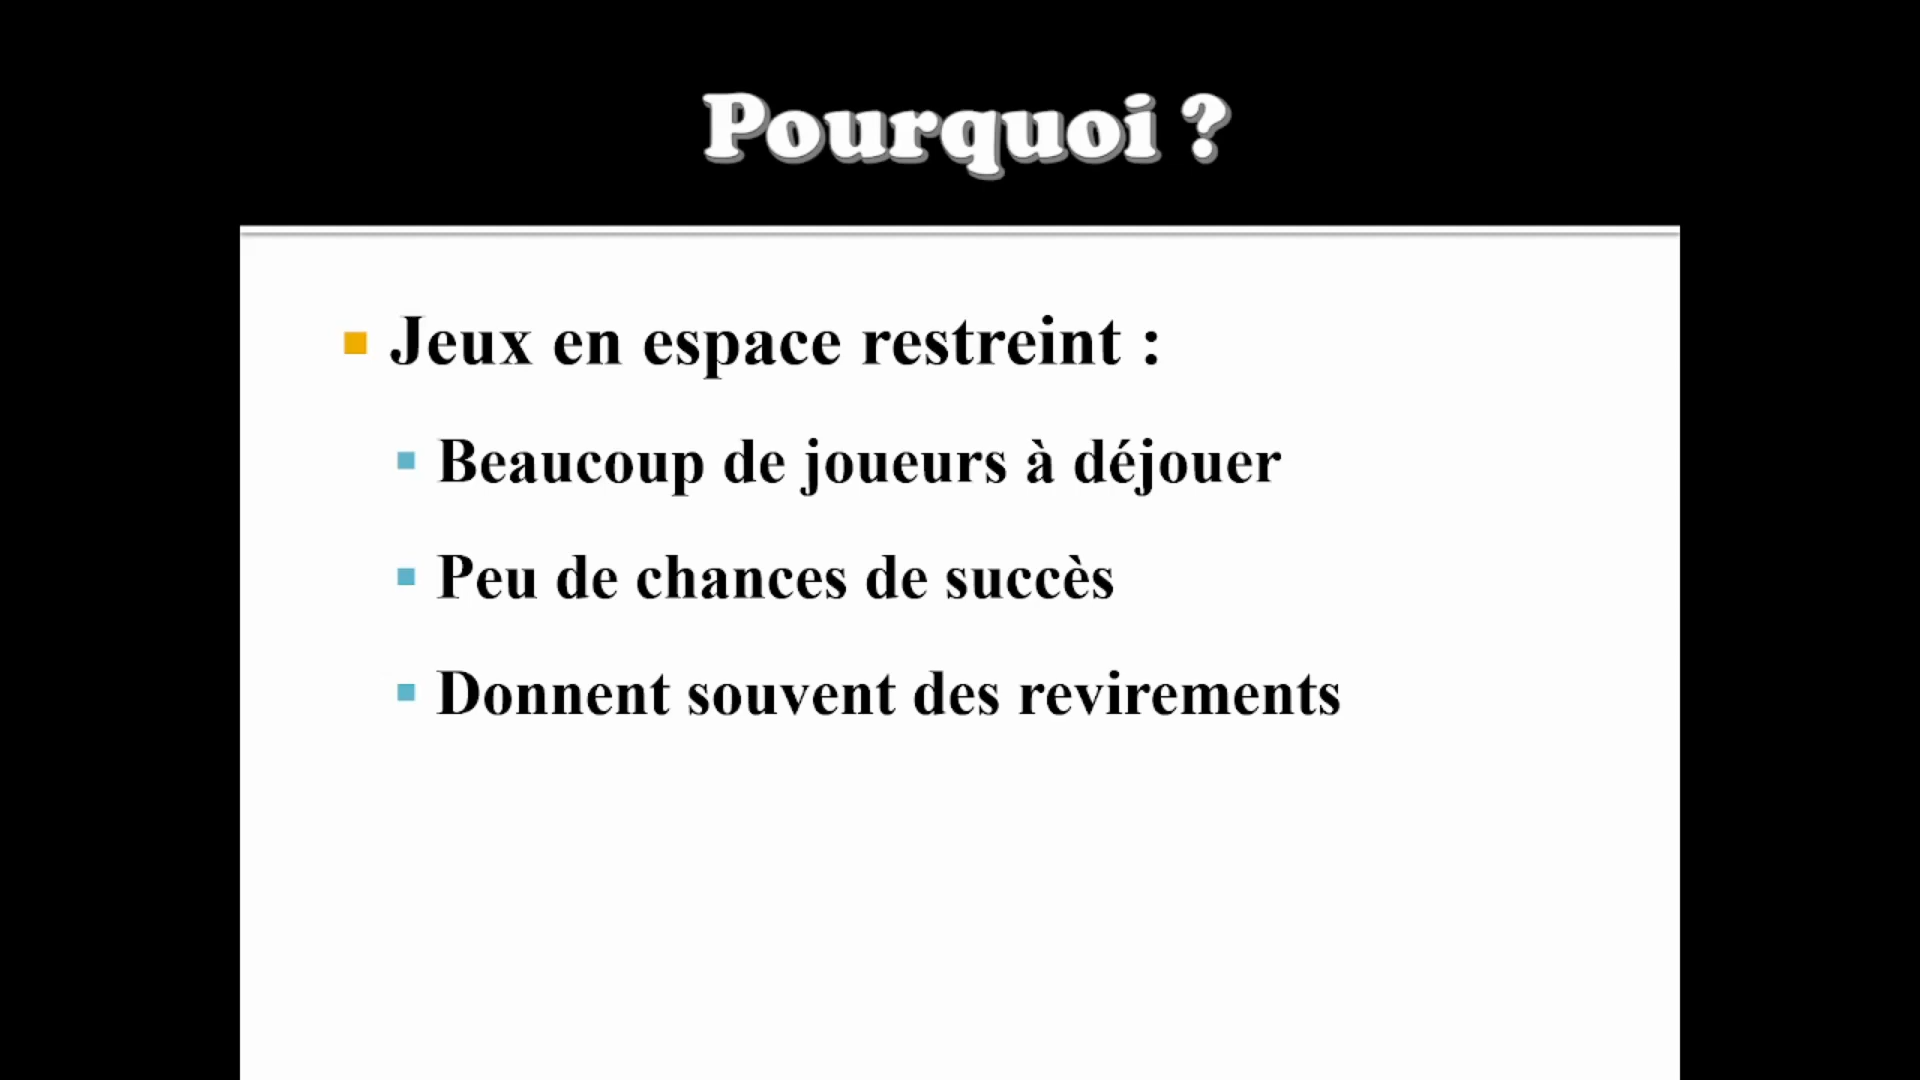 Pourquoi ?
Jeux en espace restreint :
Beaucoup de joueurs à déjouer
Peu de chances de succès
Donnent souvent des revirements